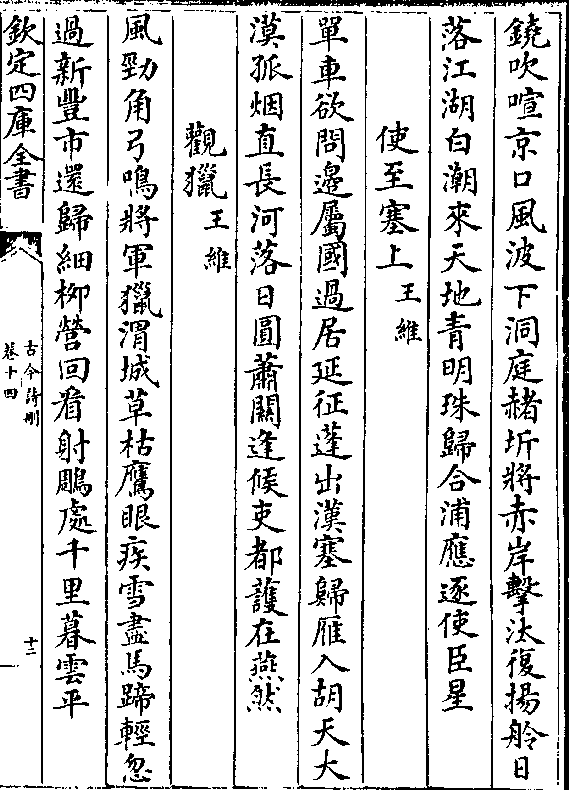 鐃吹喧京口風波下洞庭赭圻將赤岸擊汰復揚舲日
落江湖白潮來天地青明珠歸合浦應逐使臣星
使至塞上王維
單車欲問邊屬國過居延征蓬出漢塞歸雁入胡天大
漠孤烟直長河落日圓蕭關逢候吏都護在燕然
觀獵王維
風勁角弓鳴將軍獵渭城草枯鷹眼疾雪盡馬蹄輕忽
過新豐市還歸細柳營回看射雕處千里暮雲平
欽定四庫全書
古今詩刪
卷十四
十三